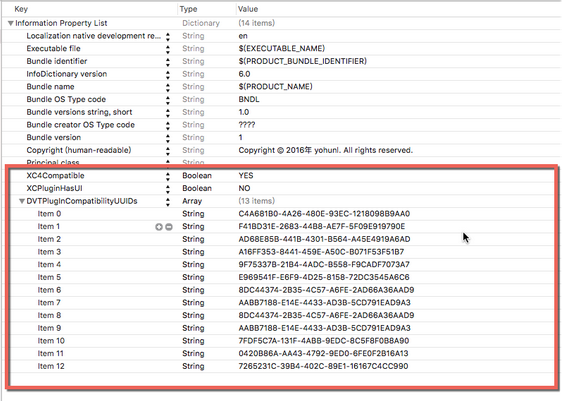 Key Type Value
Information Property List Dictionary (14 items)
Localization native development re... String en
Executable file String $(EXECUTABLE_NAME)
Bundle identifier String $(PRODUCT_BUNDLE_IDENTIFIER)
InfoDictionary version String 6.0
Bundle name String $(PRODUCT_NAME)
Bundle OS Type code String BNDL
Bundle versions string, short String 1.0
Bundle creator OS Type code String ????
Bundle version String 1
Copyright (human-readable) String Copyright © 2016年 yohunl. All rights reserved.
Principal class String
XC4Compatible Boolean YES
XCPluginHasUI Boolean NO
DVTPlugInCompatibilityUUIDs Array (13 items)
Item 0 String C4A681B0-4A26-480E-93EC-1218098B9AA0
Item 1 String F41BD31E-2683-44B8-AE7F-5F09E919790E
Item 2 String AD68E85B-441B-4301-B564-A45E4919A6AD
Item 3 String A16FF353-8441-459E-A50C-B071F53F51B7
Item 4 String 9F75337B-21B4-4ADC-B558-F9CADF7073A7
Item 5 String E969541F-E6F9-4D25-8158-72DC3545A6C6
Item 6 String 8DC44374-2B35-4C57-A6FE-2AD66A36AAD9
Item 7 String AABB7188-E14E-4433-AD3B-5CD791EAD9A3
Item 8 String 8DC44374-2B35-4C57-A6FE-2AD66A36AAD9
Item 9 String AABB7188-E14E-4433-AD3B-5CD791EAD9A3
Item 10 String 7FDF5C7A-131F-4ABB-9EDC-8C5F8F0B8A90
Item 11 String 0420B86A-AA43-4792-9ED0-6FE0F2B16A13
Item 12 String 7265231C-39B4-402C-89E1-16167C4CC990